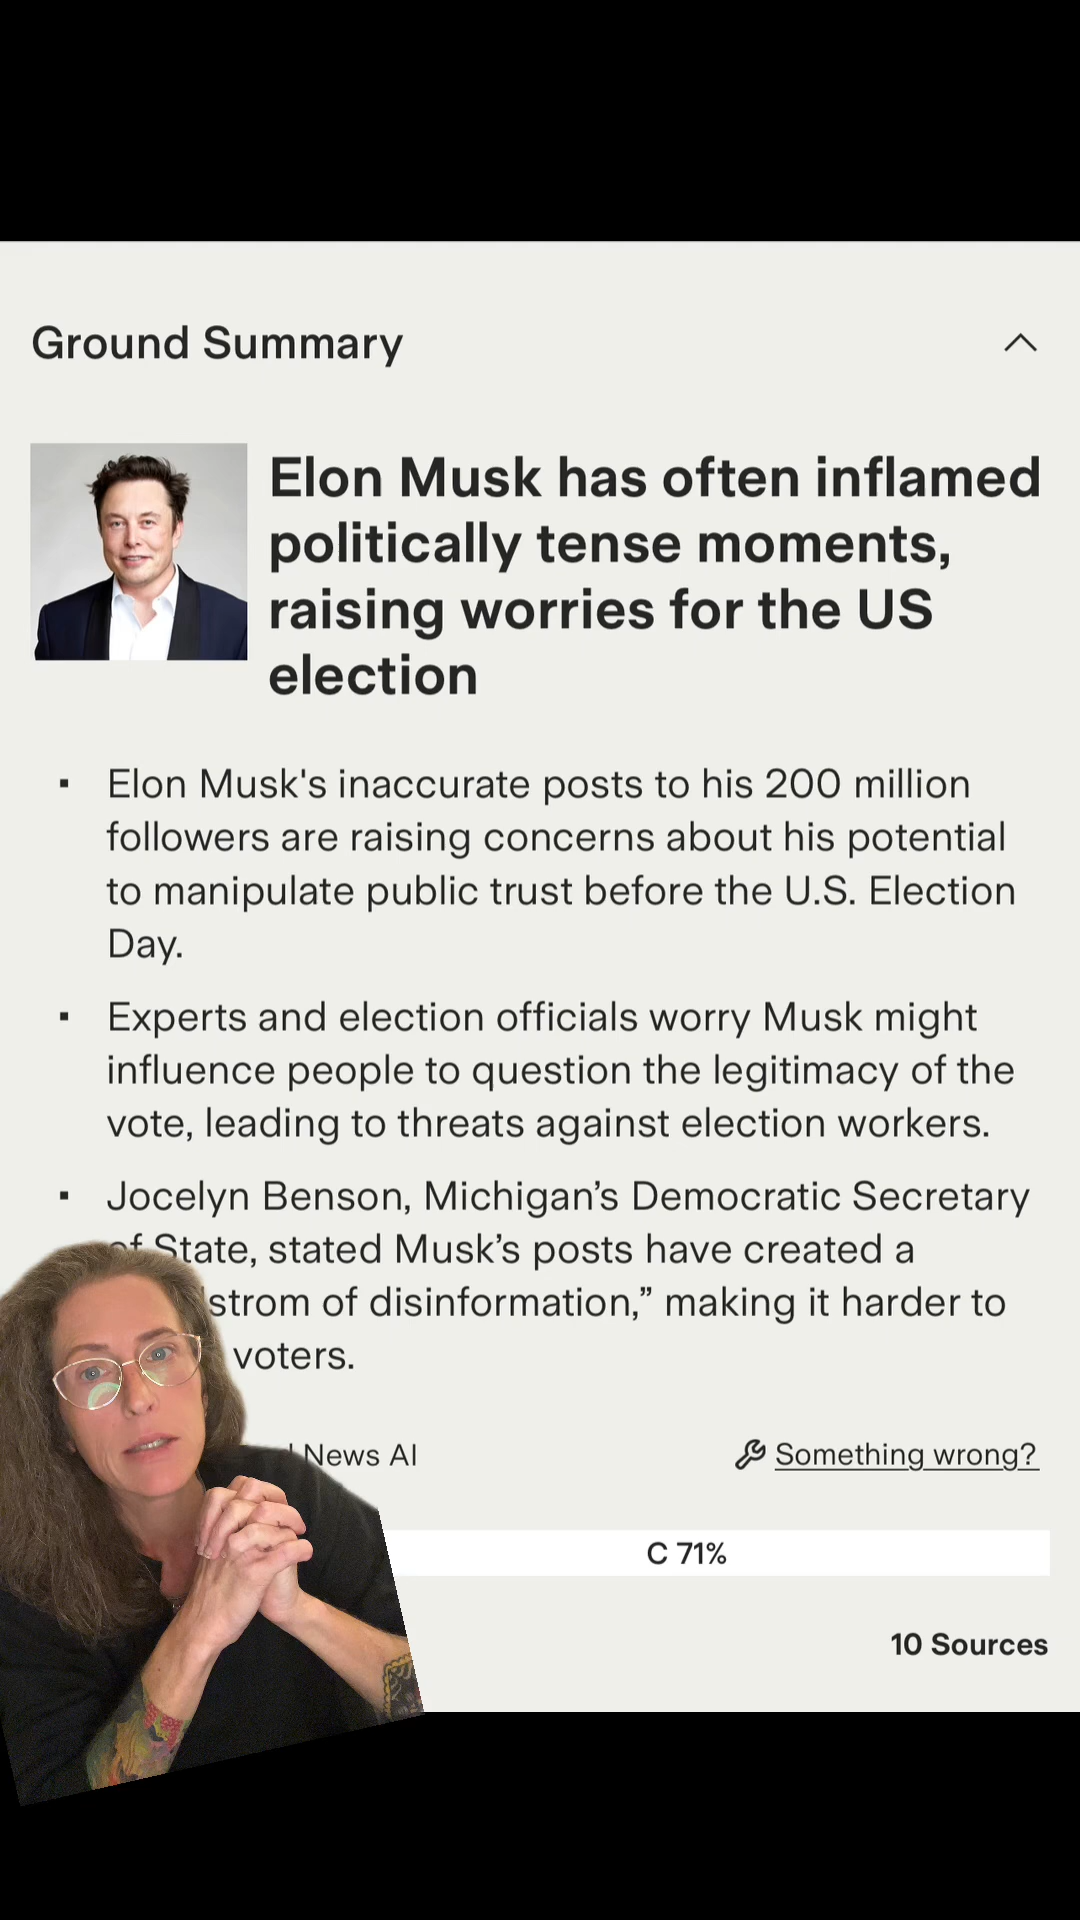 Ground Summary
Elon Musk has often inflamed
politically tense moments,
raising worries for the US
election
▪ Elon Musk's inaccurate posts to his 200 million
followers are raising concerns about his potential
to manipulate public trust before the U.S. Election
Day.
▪ Experts and election officials worry Musk might
influence people to question the legitimacy of the
vote, leading to threats against election workers.
▪ Jocelyn Benson, Michigan’s Democratic Secretary
of State, stated Musk’s posts have created a
strom of disinformation,” making it harder to
voters.
News AI
Something wrong?
C 71%
10 Sources